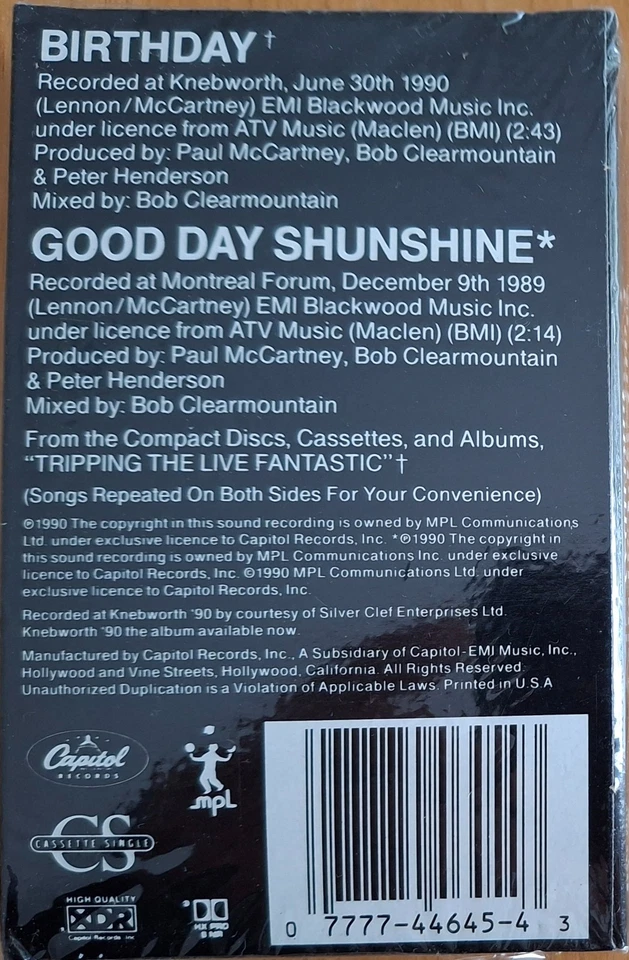 BIRTHDAY†
Recorded at Knebworth, June 30th 1990
(Lennon/McCartney) EMI Blackwood Music Inc.
under licence from ATV Music (Maclen) (BMI) (2:43)
Produced by: Paul McCartney, Bob Clearmountain
& Peter Henderson
Mixed by: Bob Clearmountain
GOOD DAY SHUNSHINE*
Recorded at Montreal Forum, December 9th 1989
(Lennon/McCartney) EMI Blackwood Music Inc.
under licence from ATV Music (Maclen) (BMI) (2:14)
Produced by: Paul McCartney, Bob Clearmountain
& Peter Henderson
Mixed by: Bob Clearmountain
From the Compact Discs, Cassettes, and Albums,
“TRIPPING THE LIVE FANTASTIC”†
(Songs Repeated On Both Sides For Your Convenience)
℗1990 The copyright in this sound recording is owned by MPL Communications
Ltd. under exclusive licence to Capitol Records, Inc. *℗1990 The copyright in
this sound recording is owned by MPL Communications Inc. under exclusive
licence to Capitol Records, Inc. ©1990 MPL Communications Ltd. under
exclusive licence to Capitol Records, Inc.
Recorded at Knebworth '90 by courtesy of Silver Clef Enterprises Ltd.
Knebworth '90 the album available now.
Manufactured by Capitol Records, Inc., A Subsidiary of Capitol-EMI Music, Inc.,
Hollywood and Vine Streets, Hollywood, California. All Rights Reserved.
Unauthorized Duplication is a Violation of Applicable Laws. Printed in U.S.A
Capitol
RECORDS
mpL
CS
CASSETTE SINGLE
HIGH QUALITY
XDR
Capitol Records Inc
HX PRO
B NR
0 7777-44645-4 3